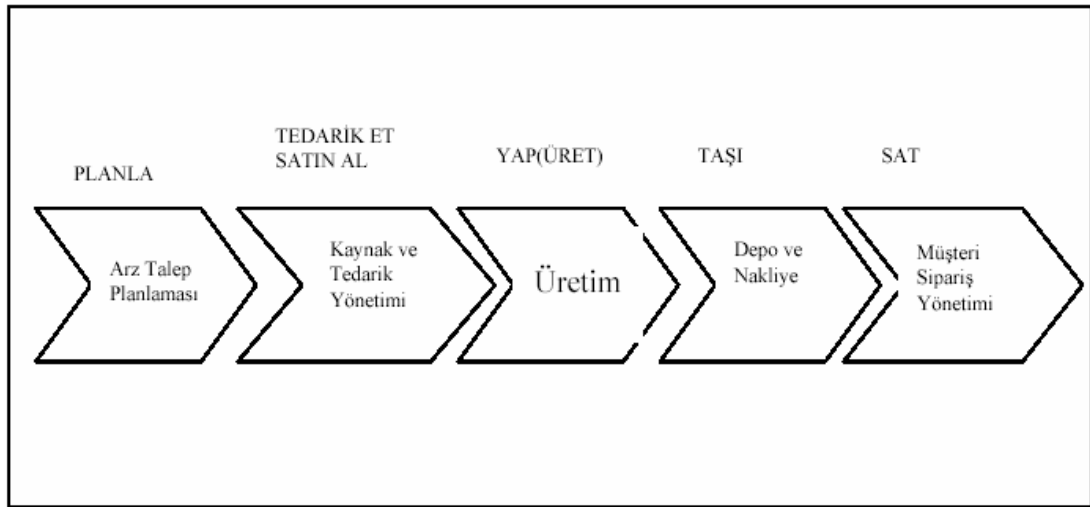 PLANLA
TEDARİK ET
SATIN AL
YAP(ÜRET)
TAŞI
SAT
Arz Talep
Planlaması
Kaynak ve
Tedarik
Yönetimi
Üretim
Depo ve
Nakliye
Müşteri
Sipariş
Yönetimi